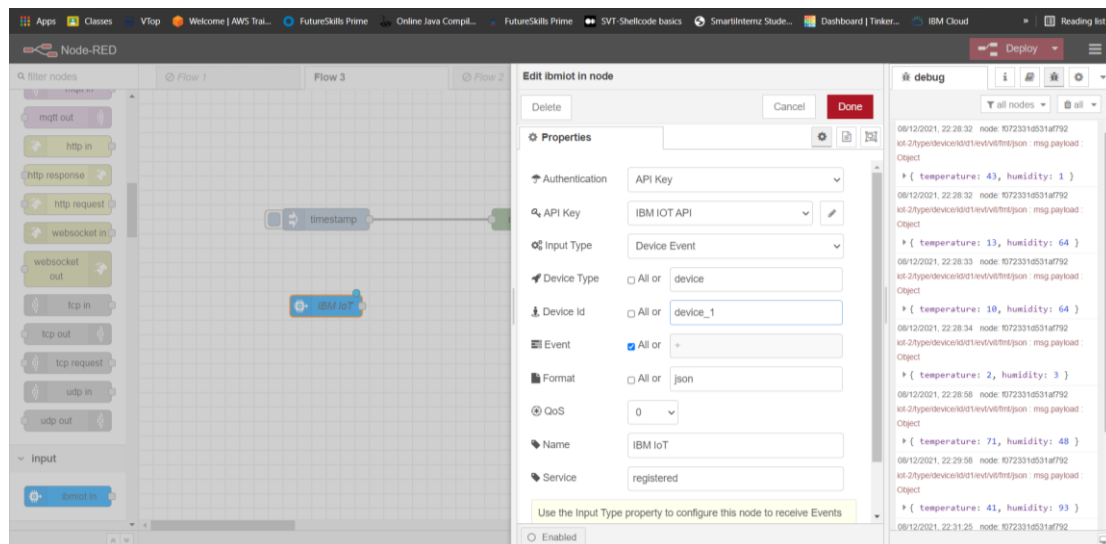 Apps Classes VTop Welcome | AWS Trai... FutureSkills Prime Online Java Compil... FutureSkills Prime SVT-Shellcode basics SmartilnternzStude... Dashboard | Tinker... IBM Cloud » Reading list
Node-RED Deploy
filter nodes
Flow 1 Flow 3 Flow 2
mqtt out
http in
http response
http request
websocket in
websocket
out
tcp in
tcp out
tcp request
udp in
udp out
input
ibmiot in
timestamp
IBM IoT
Edit ibmiot in node
Delete Cancel Done
Properties
Authentication API Key
API Key IBM IOT API
Input Type Device Event
Device Type All or device
Device Id All or device_1
Event All or +
Format All or json
QoS 0
Name IBM IoT
Service registered
Use the Input Type property to configure this node to receive Events
Enabled
debug i
all nodes all
08/12/2021, 22:28:32 node: f072331d531af792
iot-2/type/device/id/d1/evt/vit/fmt/json : msg.payload :
Object
{ temperature: 43, humidity: 1 }
08/12/2021, 22:28:32 node: f072331d531af792
iot-2/type/device/id/d1/evt/vit/fmt/json : msg.payload :
Object
{ temperature: 13, humidity: 64 }
08/12/2021, 22:28:33 node: f072331d531af792
iot-2/type/device/id/d1/evt/vit/fmt/json : msg.payload :
Object
{ temperature: 10, humidity: 64 }
08/12/2021, 22:28:34 node: f072331d531af792
iot-2/type/device/id/d1/evt/vit/fmt/json : msg.payload :
Object
{ temperature: 2, humidity: 3 }
08/12/2021, 22:28:58 node: f072331d531af792
iot-2/type/device/id/d1/evt/vit/fmt/json : msg.payload :
Object
{ temperature: 71, humidity: 48 }
08/12/2021, 22:29:58 node: f072331d531af792
iot-2/type/device/id/d1/evt/vit/fmt/json : msg.payload :
Object
{ temperature: 41, humidity: 93 }
08/12/2021, 22:31:25 node: f072331d531af792